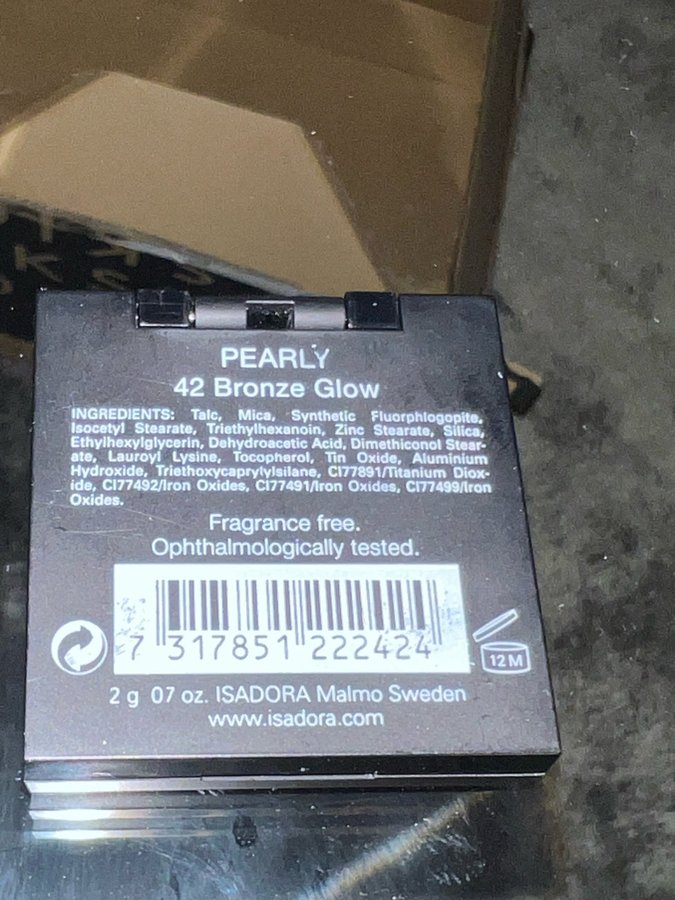 PEARLY
42 Bronze Glow
INGREDIENTS: Talc, Mica, Synthetic Fluorphlogopite,
Isocetyl Stearate, Triethylhexanoin, Zinc Stearate, Silica,
Ethylhexylglycerin, Dehydroacetic Acid, Dimethiconol Stear-
ate, Lauroyl Lysine, Tocopherol, Tin Oxide, Aluminium
Hydroxide, Triethoxycaprylylsilane, CI77891/Titanium Diox-
ide, CI77492/Iron Oxides, CI77491/Iron Oxides, CI77499/Iron
Oxides.
Fragrance free.
Ophthalmologically tested.
7 317851 222424
12 M
2 g 07 oz. ISADORA Malmo Sweden
www.isadora.com